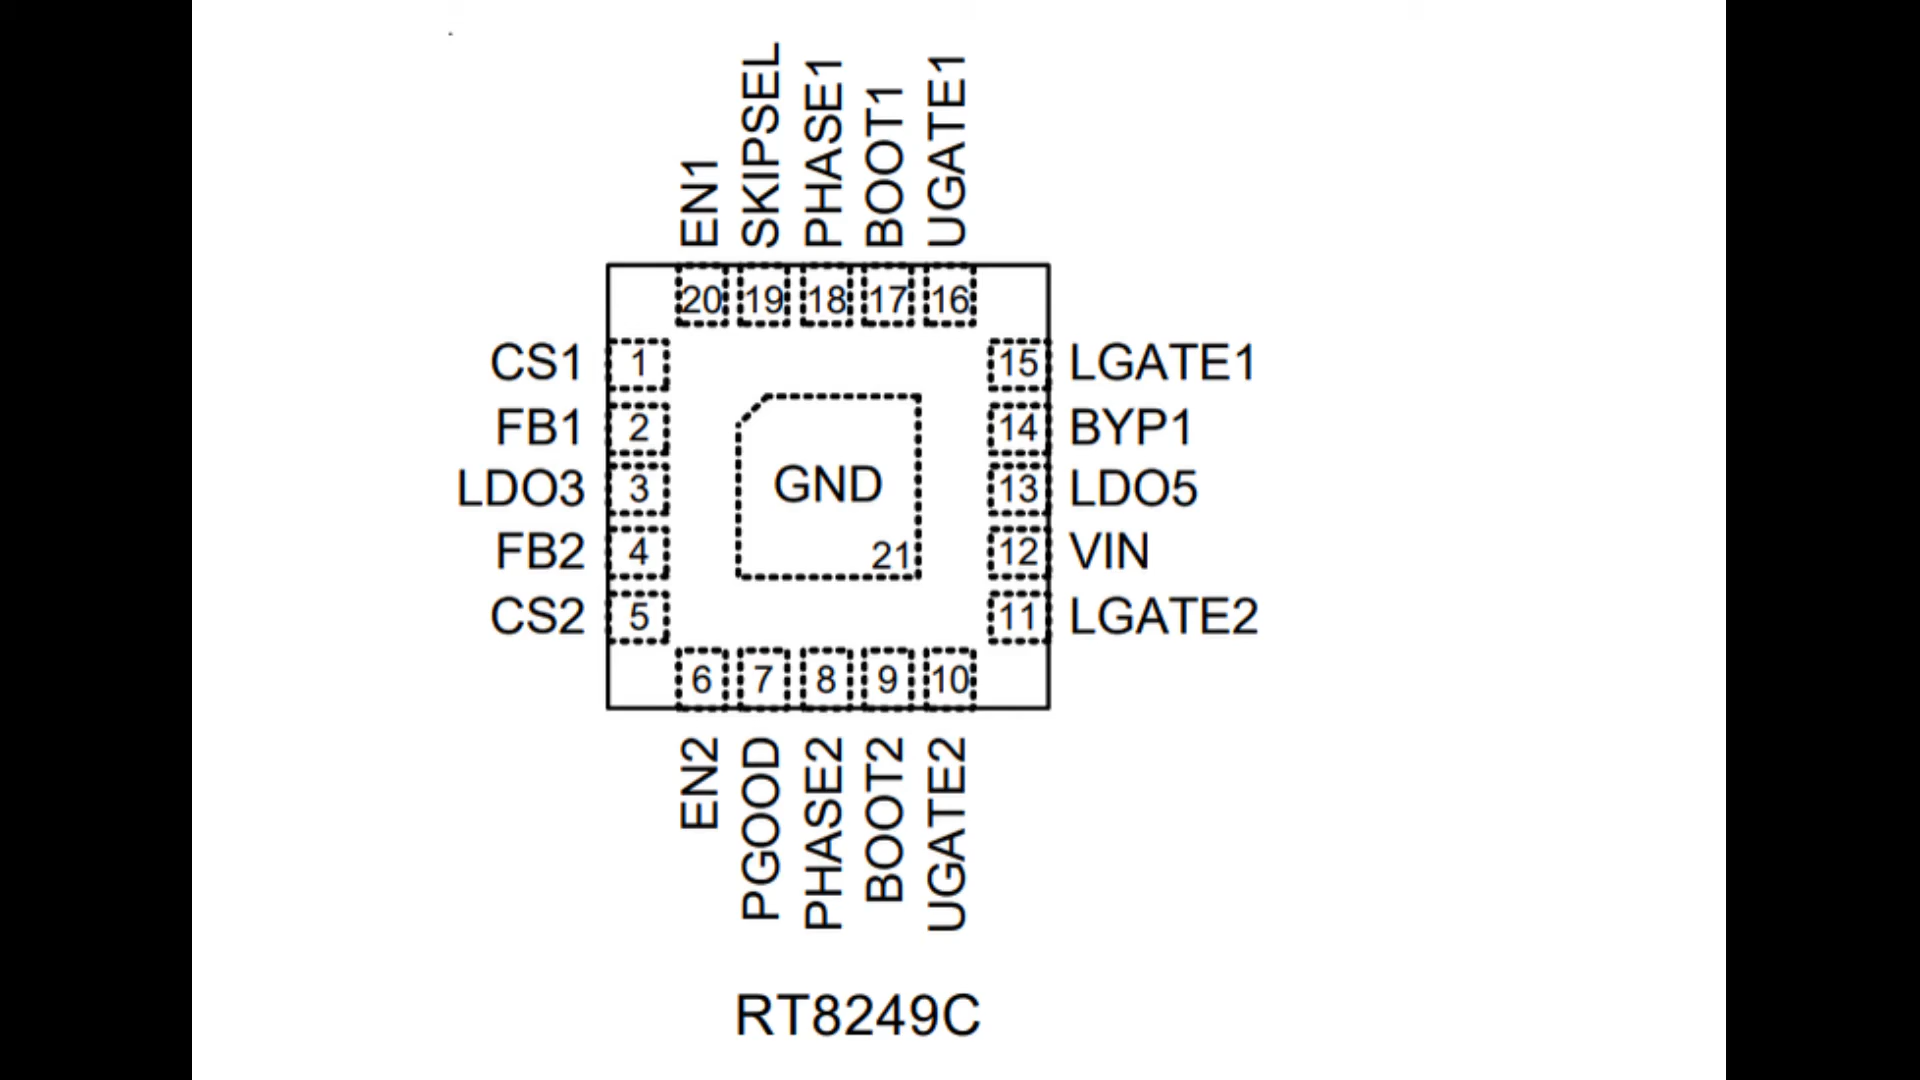 EN1
SKIPSEL
PHASE1
BOOT1
UGATE1
20 19 18 17 16
CS1 1 15 LGATE1
FB1 2 14 BYP1
LDO3 3 GND 13 LDO5
FB2 4 21 12 VIN
CS2 5 11 LGATE2
6 7 8 9 10
EN2
PGOOD
PHASE2
BOOT2
UGATE2
RT8249C